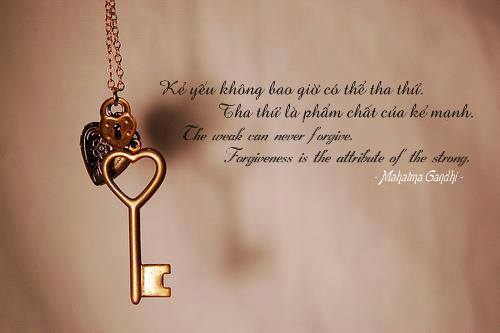 Kẻ yếu không bao giờ có thể tha thứ.
Tha thứ là phẩm chất của kẻ mạnh.
The weak can never forgive.
Forgiveness is the attribute of the strong.
- Mahatma Gandhi -